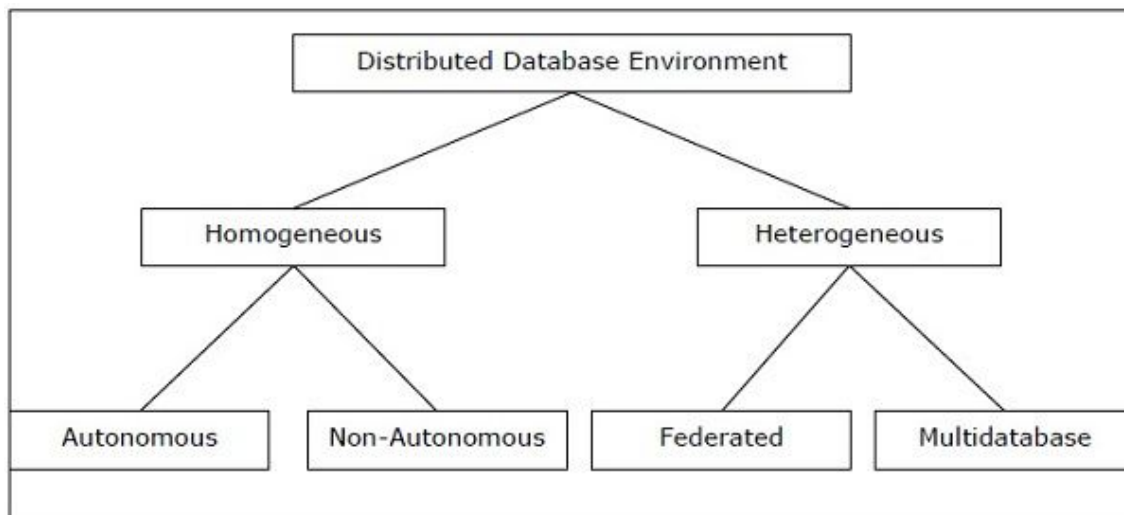 Distributed Database Environment
Homogeneous
Heterogeneous
Autonomous
Non-Autonomous
Federated
Multidatabase